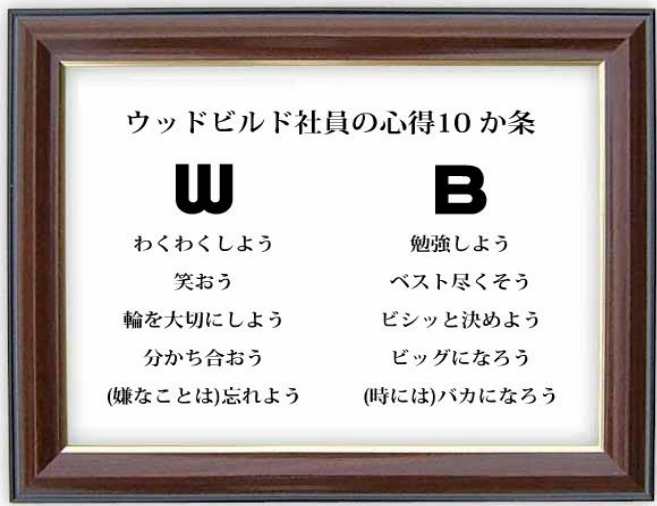 ウッドビルド社員の心得10か条
W
わくわくしよう
笑おう
輪を大切にしよう
分かち合おう
(嫌なことは)忘れよう
B
勉強しよう
ベスト尽くそう
ビシッと決めよう
ビッグになろう
(時には)バカになろう